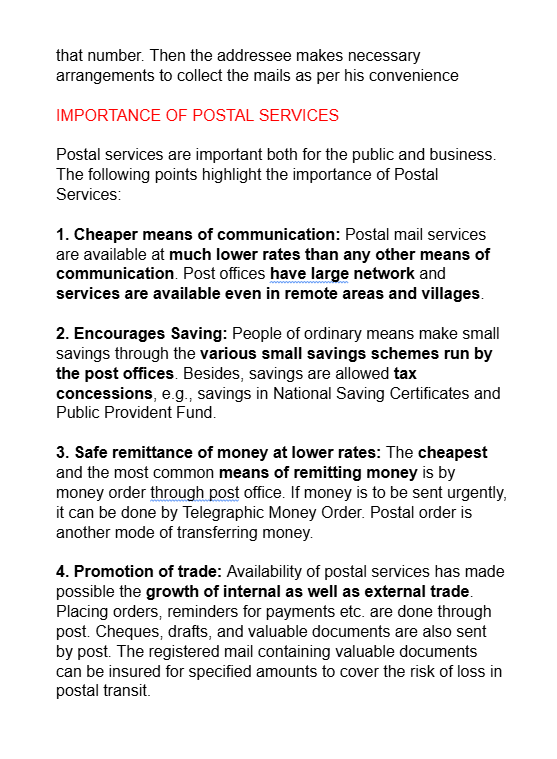 that number. Then the addressee makes necessary
arrangements to collect the mails as per his convenience
IMPORTANCE OF POSTAL SERVICES
Postal services are important both for the public and business.
The following points highlight the importance of Postal
Services:
1. Cheaper means of communication: Postal mail services
are available at much lower rates than any other means of
communication. Post offices have large network and
services are available even in remote areas and villages.
2. Encourages Saving: People of ordinary means make small
savings through the various small savings schemes run by
the post offices. Besides, savings are allowed tax
concessions, e.g., savings in National Saving Certificates and
Public Provident Fund.
3. Safe remittance of money at lower rates: The cheapest
and the most common means of remitting money is by
money order through post office. If money is to be sent urgently,
it can be done by Telegraphic Money Order. Postal order is
another mode of transferring money.
4. Promotion of trade: Availability of postal services has made
possible the growth of internal as well as external trade.
Placing orders, reminders for payments etc. are done through
post. Cheques, drafts, and valuable documents are also sent
by post. The registered mail containing valuable documents
can be insured for specified amounts to cover the risk of loss in
postal transit.